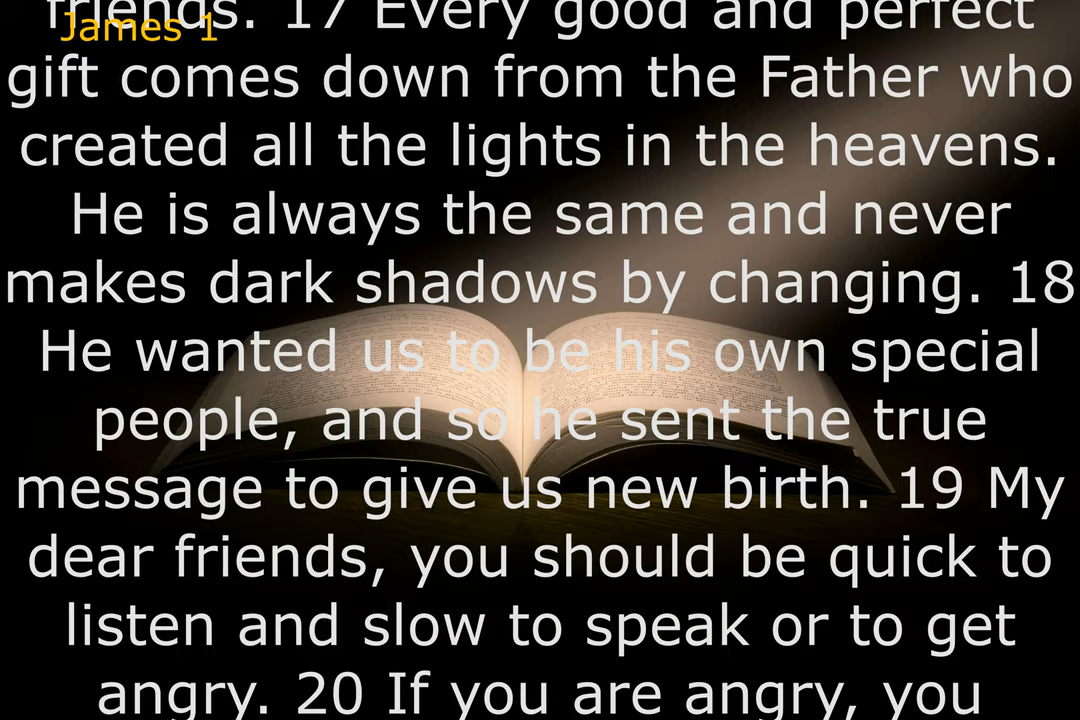 friends. 17 Every good and perfect
James 1
gift comes down from the Father who
created all the lights in the heavens.
He is always the same and never
makes dark shadows by changing. 18
He wanted us to be his own special
people, and so he sent the true
message to give us new birth. 19 My
dear friends, you should be quick to
listen and slow to speak or to get
angry. 20 If you are angry, you